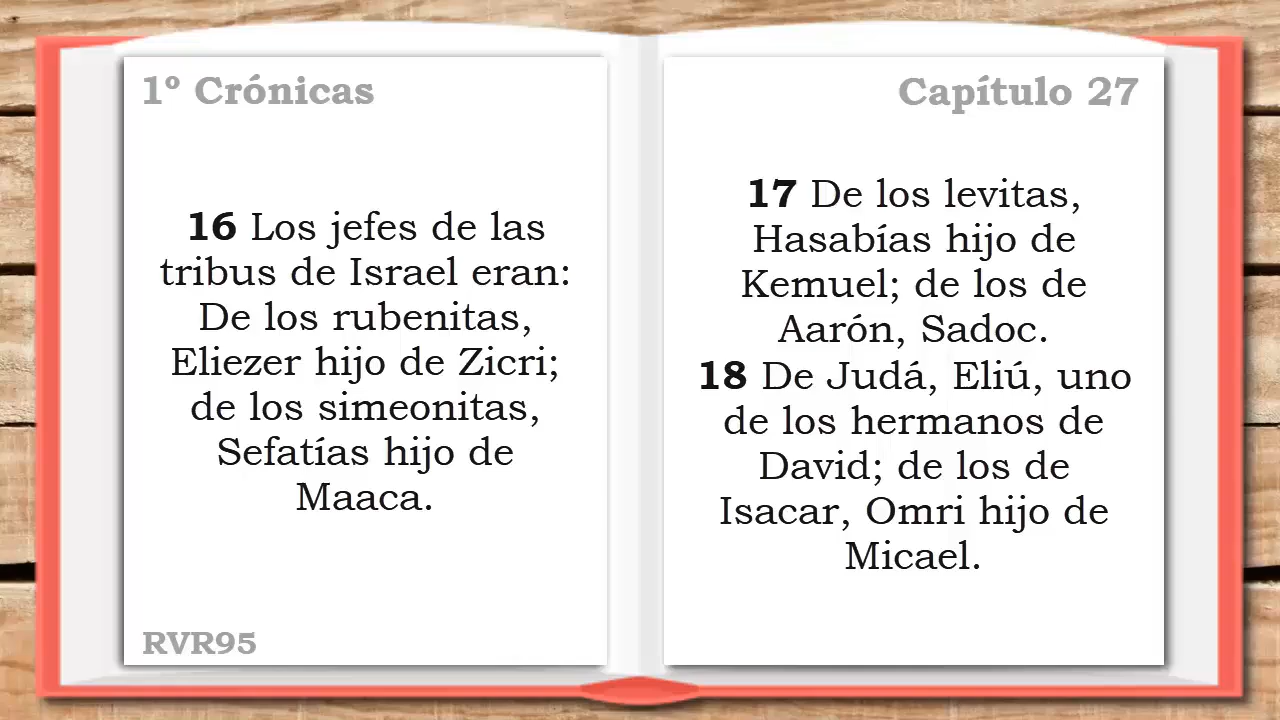 1º Crónicas
16 Los jefes de las
tribus de Israel eran:
De los rubenitas,
Eliezer hijo de Zicri;
de los simeonitas,
Sefatías hijo de
Maaca.
RVR95
Capítulo 27
17 De los levitas,
Hasabías hijo de
Kemuel; de los de
Aarón, Sadoc.
18 De Judá, Eliú, uno
de los hermanos de
David; de los de
Isacar, Omri hijo de
Micael.